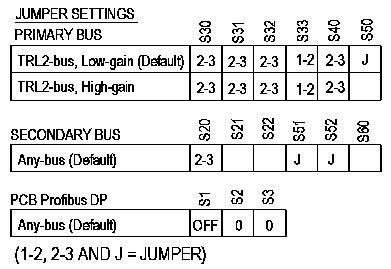 JUMPER SETTINGS
PRIMARY BUS S30 S31 S32 S33 S40 S50
TRL2-bus, Low-gain (Default) 2-3 2-3 2-3 1-2 2-3 J
TRL2-bus, High-gain 2-3 2-3 2-3 1-2 2-3
SECONDARY BUS S20 S21 S22 S51 S52 S60
Any-bus (Default) 2-3 J J
PCB Profibus DP S1 S2 S3
Any-bus (Default) OFF 0 0
(1-2, 2-3 AND J = JUMPER)